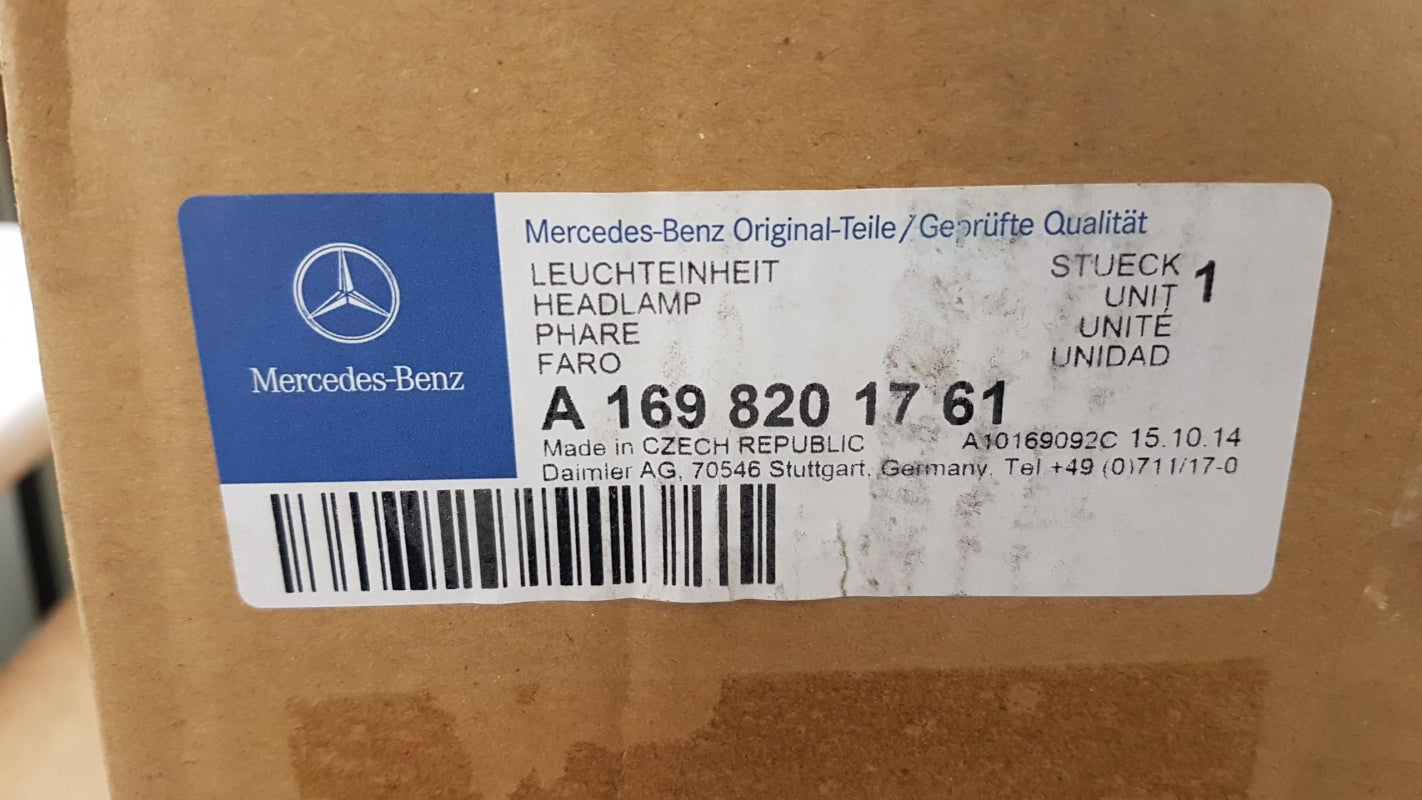 Mercedes-Benz
Mercedes-Benz Original-Teile/Geprüfte Qualität
LEUCHTEINHEIT
HEADLAMP
PHARE
FARO
STUECK 1
UNIT
UNITÉ
UNIDAD
A 169 820 17 61
Made in CZECH REPUBLIC A10169092C 15.10.14
Daimler AG, 70546 Stuttgart, Germany. Tel +49 (0)711/17-0